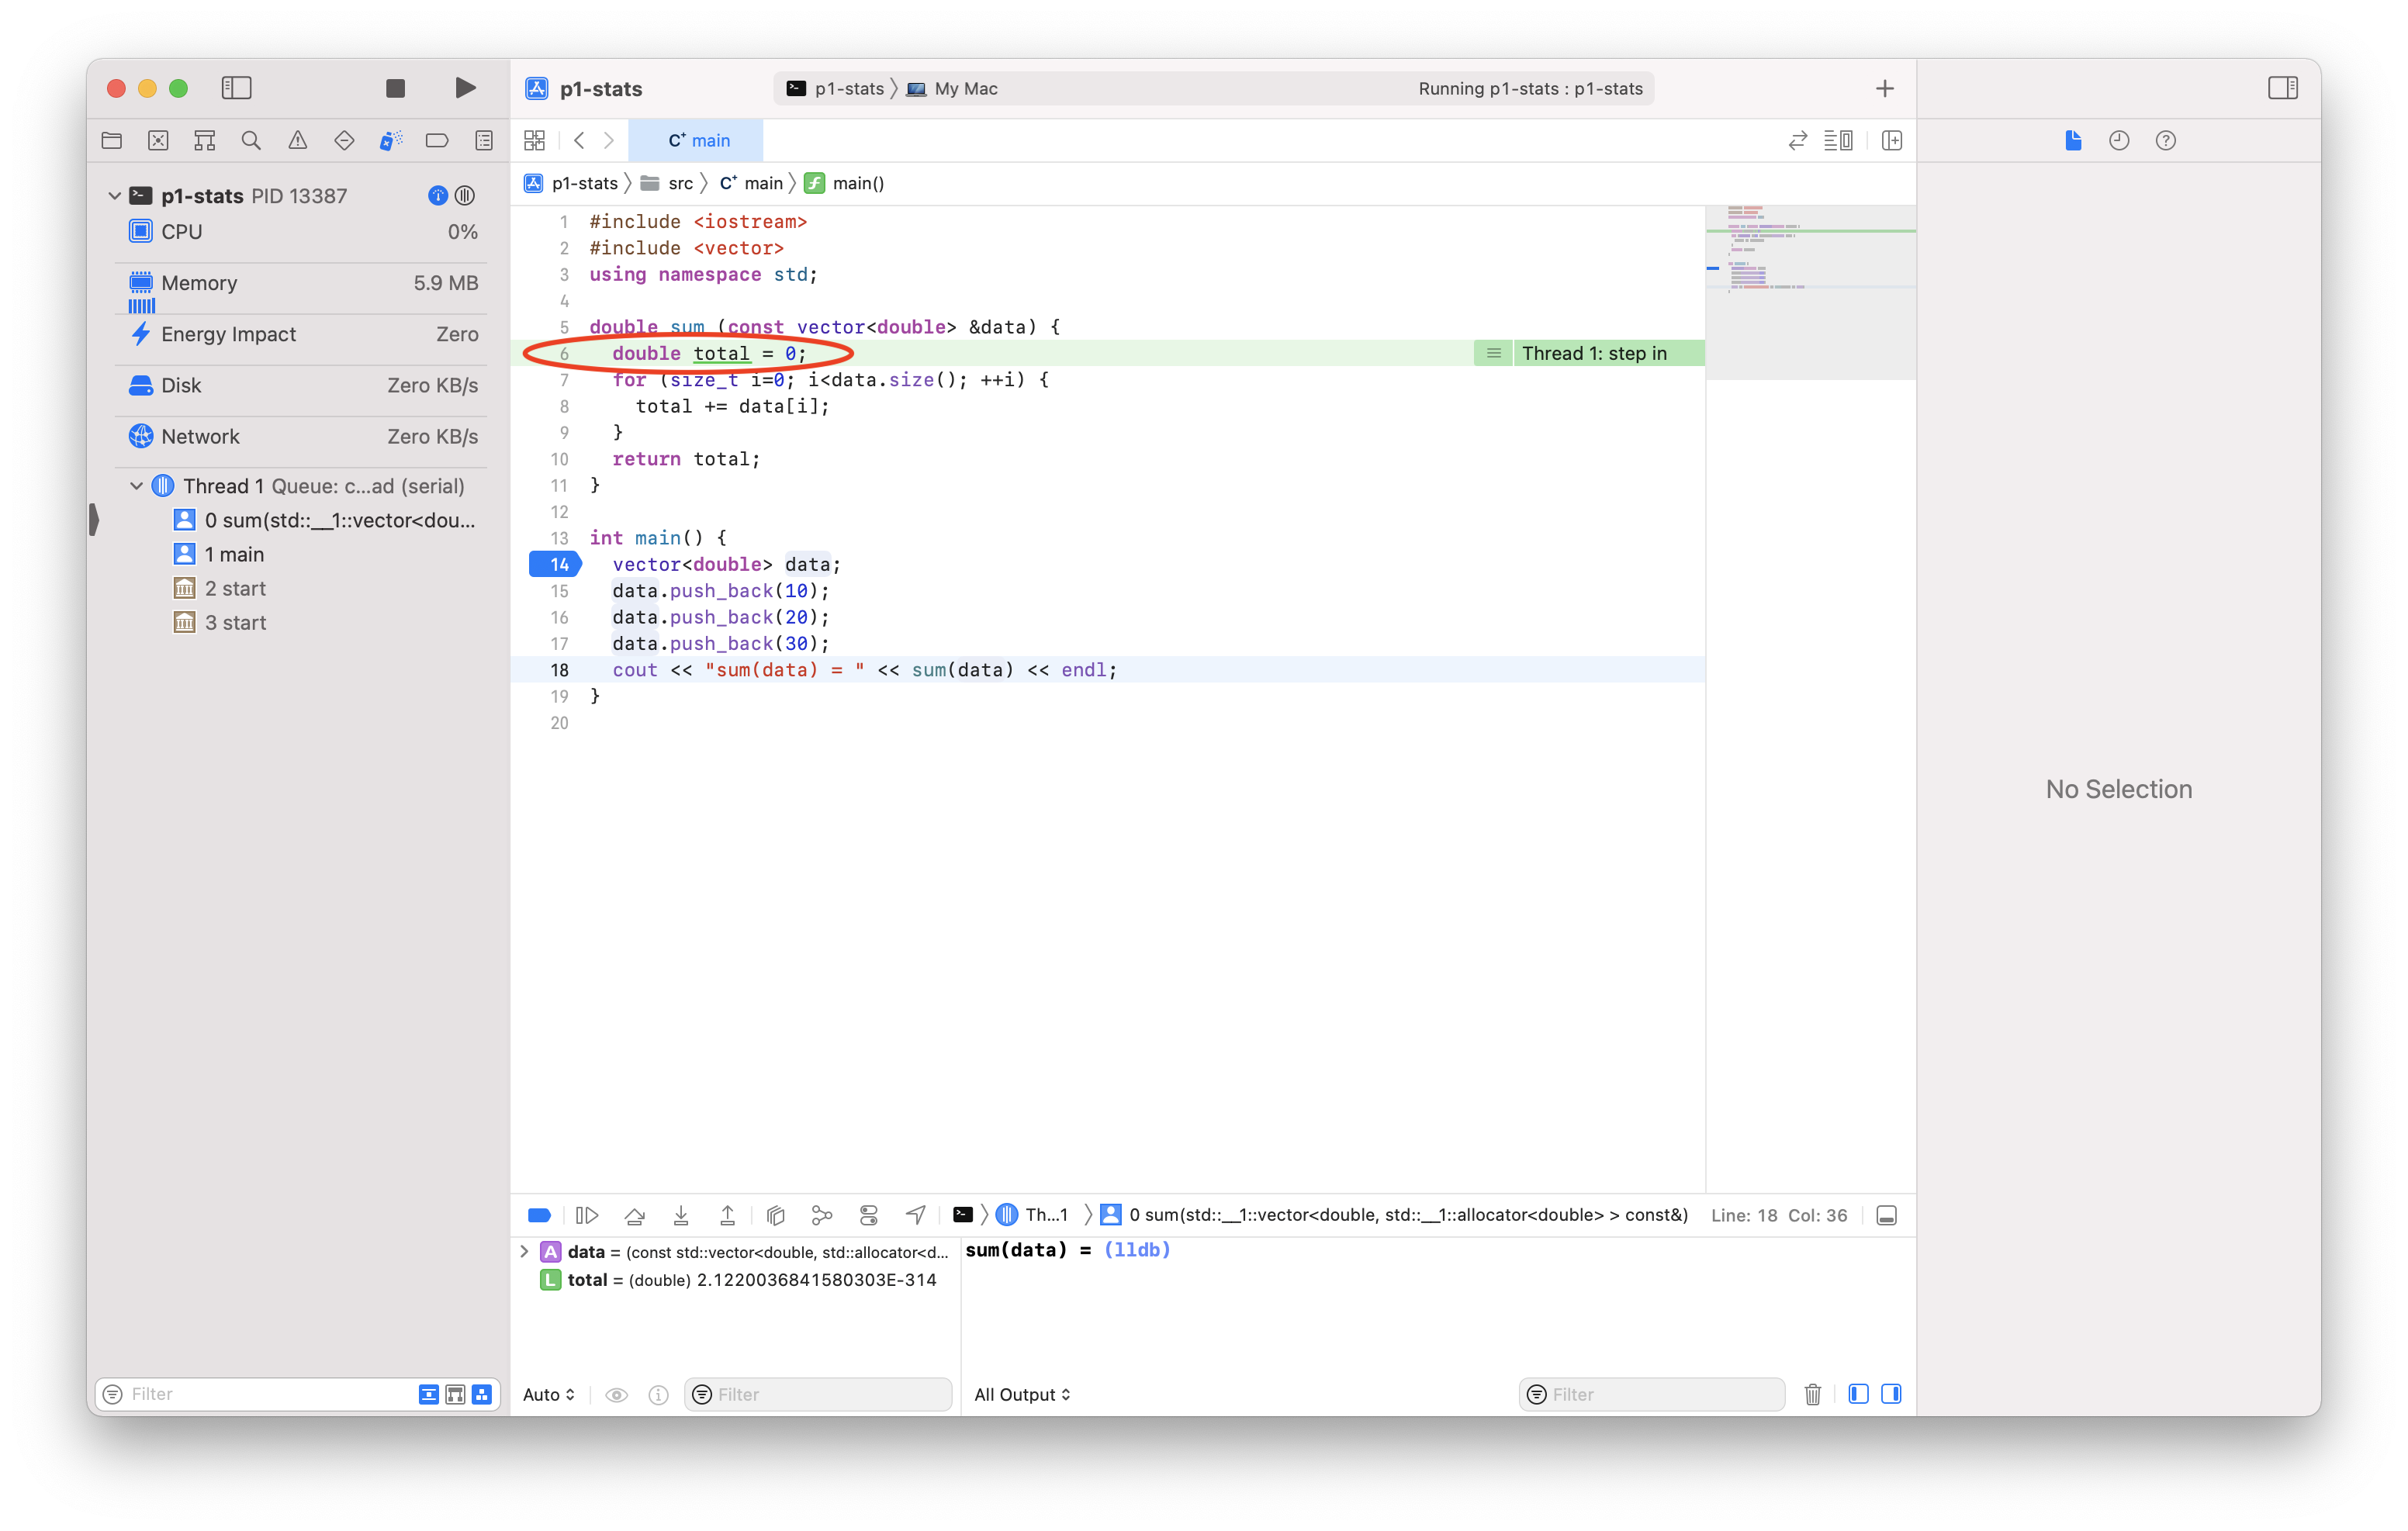 p1-stats
p1-stats
My Mac
Running p1-stats : p1-stats
C+ main
p1-stats PID 13387
CPU 0%
Memory 5.9 MB
Energy Impact Zero
Disk Zero KB/s
Network Zero KB/s
Thread 1 Queue: c...ad (serial)
0 sum(std::__1::vector<dou...
1 main
2 start
3 start
Filter
p1-stats src C+ main f main()
1 #include <iostream>
2 #include <vector>
3 using namespace std;
4
5 double sum (const vector<double> &data) {
6 double total = 0; Thread 1: step in
7 for (size_t i=0; i<data.size(); ++i) {
8 total += data[i];
9 }
10 return total;
11 }
12
13 int main() {
14 vector<double> data;
15 data.push_back(10);
16 data.push_back(20);
17 data.push_back(30);
18 cout << "sum(data) = " << sum(data) << endl;
19 }
20
No Selection
Th...1 0 sum(std::__1::vector<double, std::__1::allocator<double> > const&) Line: 18 Col: 36
A data = (const std::vector<double, std::allocator<d...
L total = (double) 2.1220036841580303E-314
sum(data) = (lldb)
Auto Filter
All Output Filter